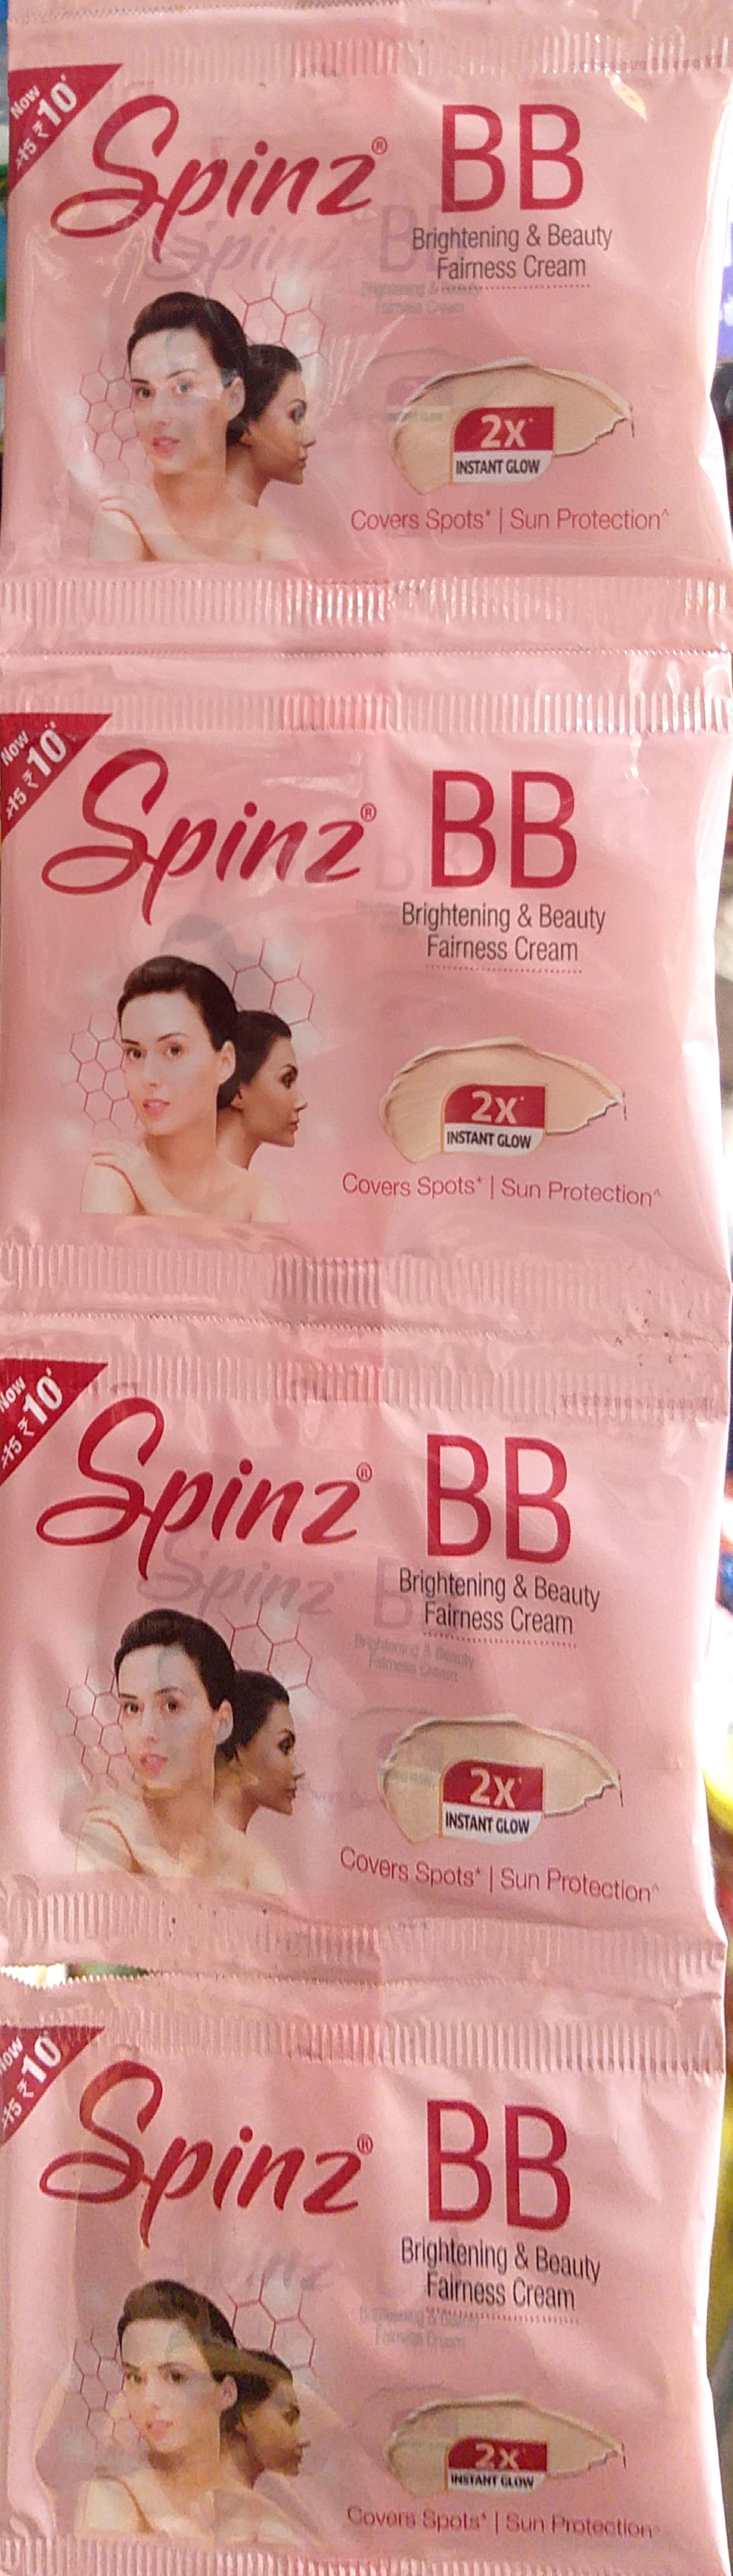 Now
₹15 ₹10*
Spinz® BB
Brightening & Beauty
Fairness Cream
2X*
INSTANT GLOW
Covers Spots* | Sun Protection^
Now
₹15 ₹10*
Spinz® BB
Brightening & Beauty
Fairness Cream
2X*
INSTANT GLOW
Covers Spots* | Sun Protection^
Now
₹15 ₹10*
Spinz® BB
Brightening & Beauty
Fairness Cream
2X*
INSTANT GLOW
Covers Spots* | Sun Protection^
Now
₹15 ₹10*
Spinz® BB
Brightening & Beauty
Fairness Cream
2X*
INSTANT GLOW
Covers Spots* | Sun Protection^